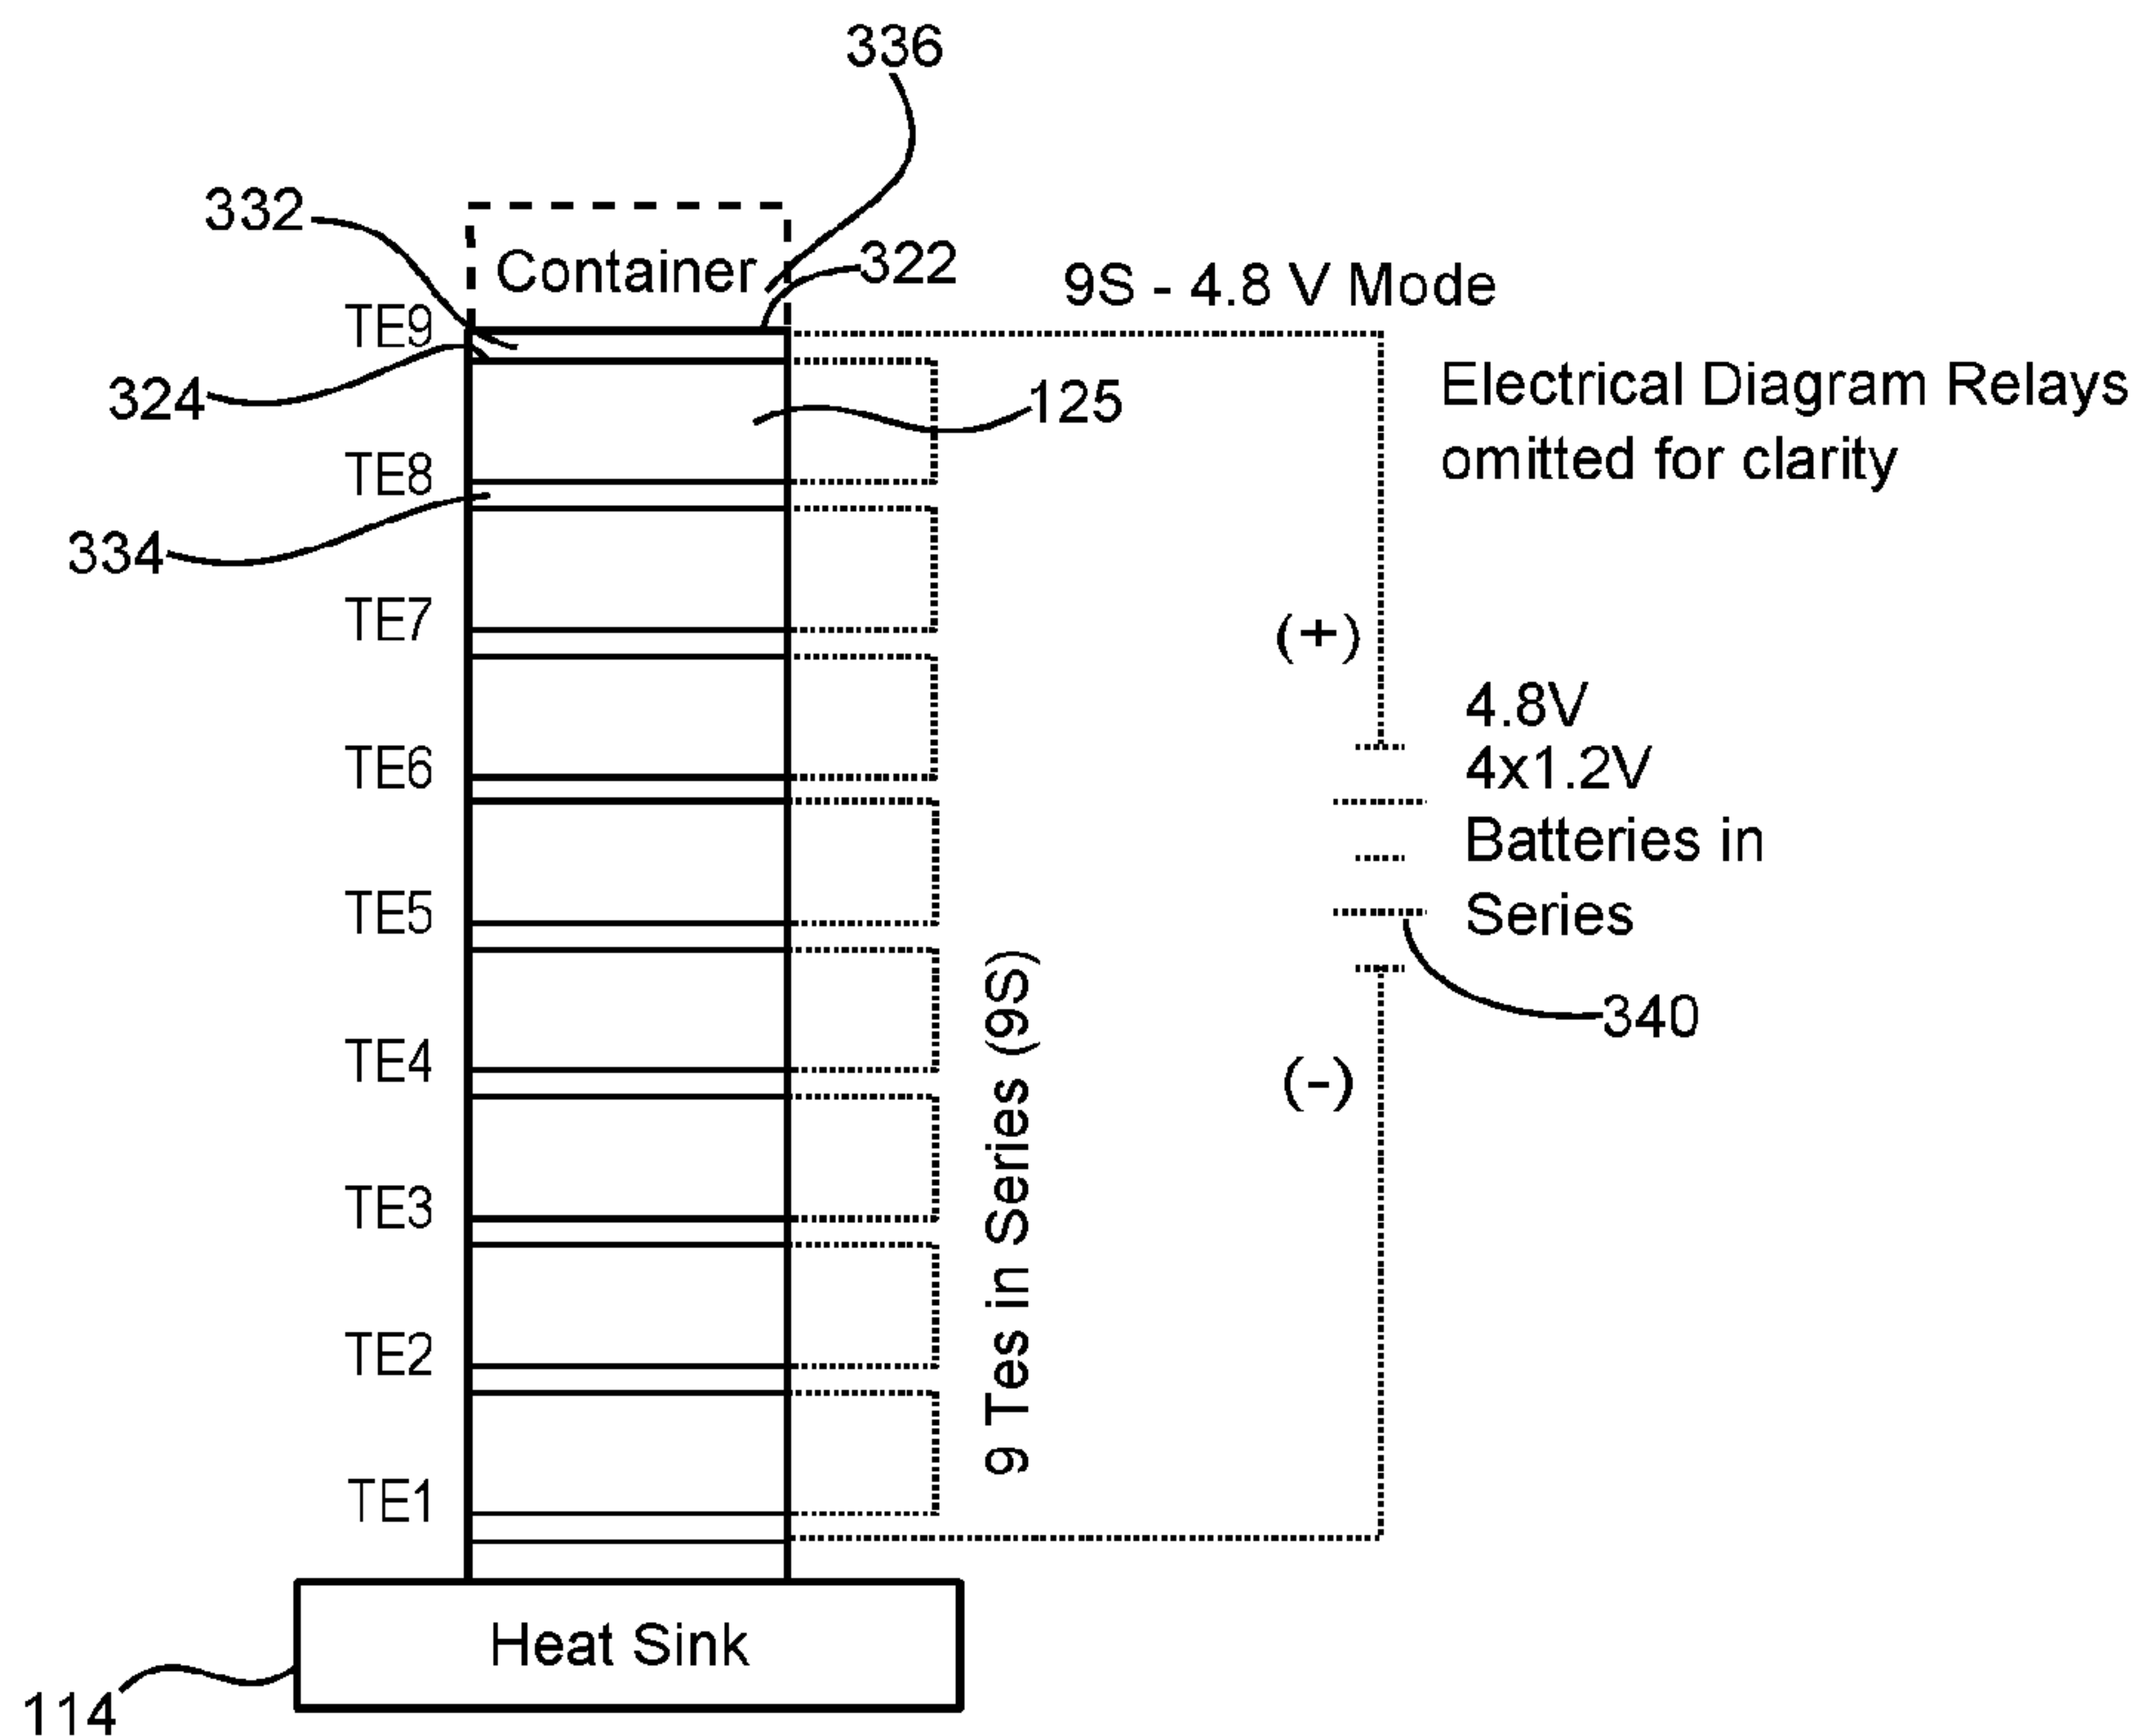 336
332
Container
322
9S - 4.8 V Mode
TE9
324
125
Electrical Diagram Relays
omitted for clarity
TE8
334
TE7
(+)
4.8V
4x1.2V
Batteries in
Series
TE6
TE5
340
9 Tes in Series (9S)
TE4
(-)
TE3
TE2
TE1
Heat Sink
114